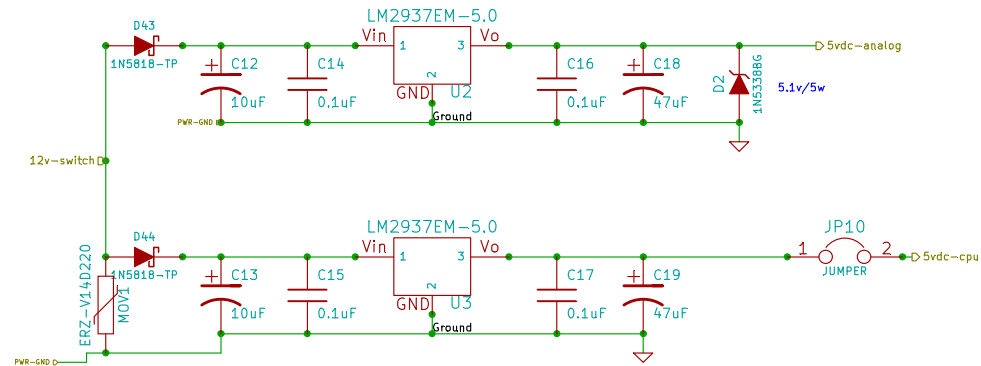 D43
1N5818-TP
LM2937EM-5.0
Vin
1
3
Vo
2
GND
U2
Ground
C12
10uF
C14
0.1uF
C16
0.1uF
C18
47uF
D2
1N5338BG
5.1v/5w
5vdc-analog
PWR-GND
12v-switch
D44
1N5818-TP
LM2937EM-5.0
Vin
1
3
Vo
2
GND
U3
Ground
C13
10uF
C15
0.1uF
C17
0.1uF
C19
47uF
JP10
1
2
JUMPER
5vdc-cpu
ERZ-V14D220
MOV1
PWR-GND